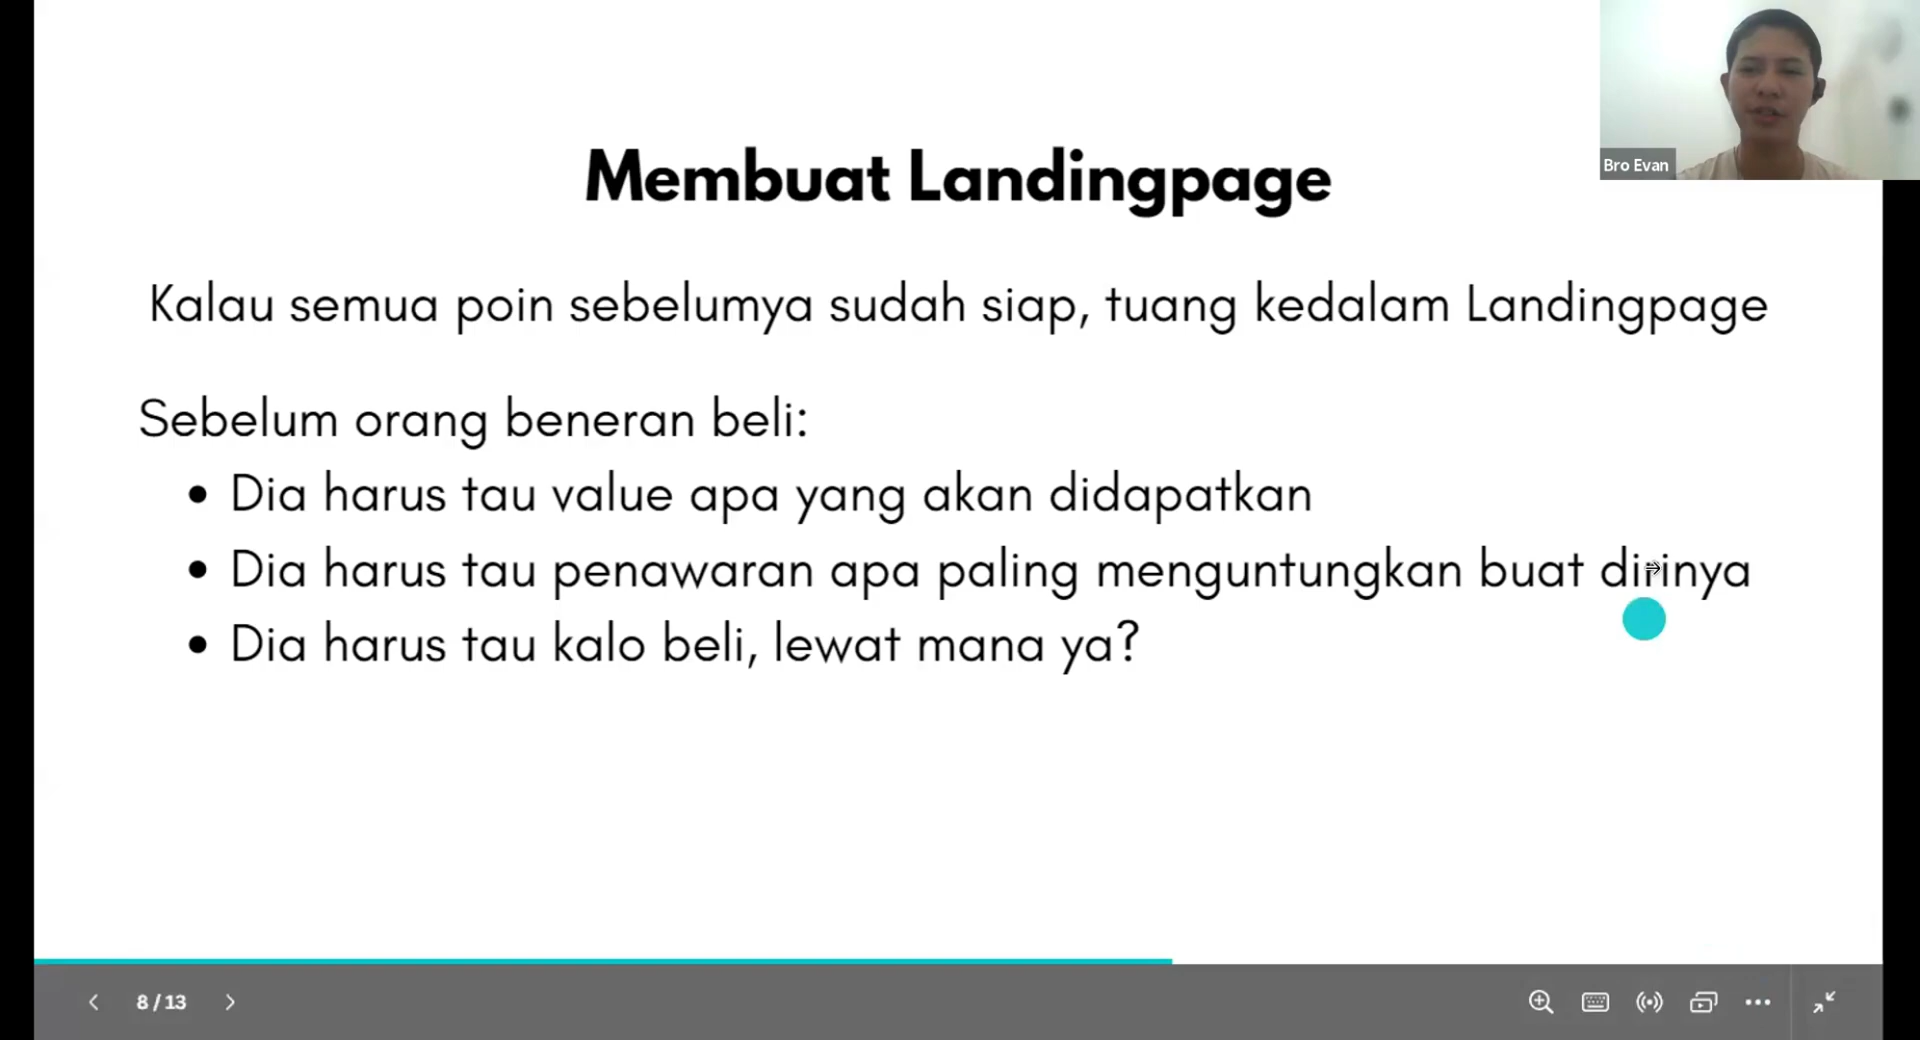 Membuat Landingpage
Bro Evan
Kalau semua poin sebelumya sudah siap, tuang kedalam Landingpage
Sebelum orang beneran beli:
• Dia harus tau value apa yang akan didapatkan
• Dia harus tau penawaran apa paling menguntungkan buat dirinya
• Dia harus tau kalo beli, lewat mana ya?
8 / 13